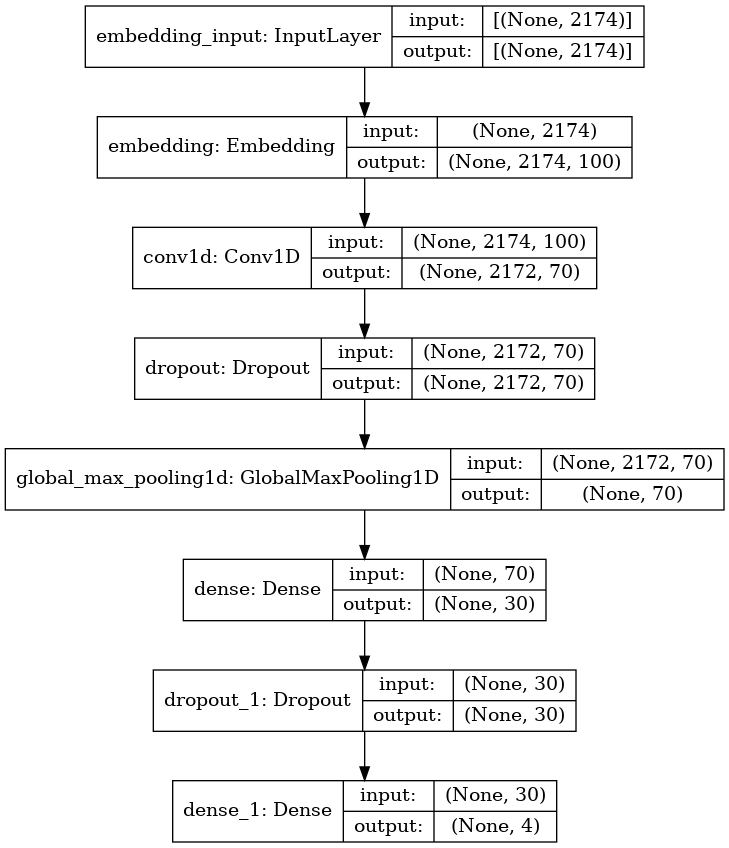 embedding_input: InputLayer
input:
[(None, 2174)]
output:
[(None, 2174)]
embedding: Embedding
input:
(None, 2174)
output:
(None, 2174, 100)
conv1d: Conv1D
input:
(None, 2174, 100)
output:
(None, 2172, 70)
dropout: Dropout
input:
(None, 2172, 70)
output:
(None, 2172, 70)
global_max_pooling1d: GlobalMaxPooling1D
input:
(None, 2172, 70)
output:
(None, 70)
dense: Dense
input:
(None, 70)
output:
(None, 30)
dropout_1: Dropout
input:
(None, 30)
output:
(None, 30)
dense_1: Dense
input:
(None, 30)
output:
(None, 4)